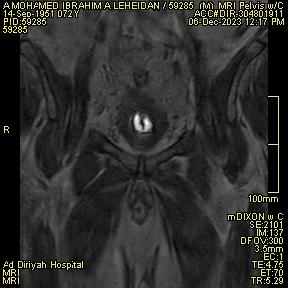 A MOHAMED IBRAHIM A LEHEIDAN / 59285 (M) MRI Pelvis w/C
14-Sep-1951 072Y ACC#DIR-304801911
PID:59285 06-Dec-2023 12:17 PM
59285
R
100mm
mDIXON w C
SE:2101
IM:137
DFOV:300
3.5mm
Ad Diriyah Hospital EC:1
MRI TE:4.75
MRI ET:70
TR:5.29